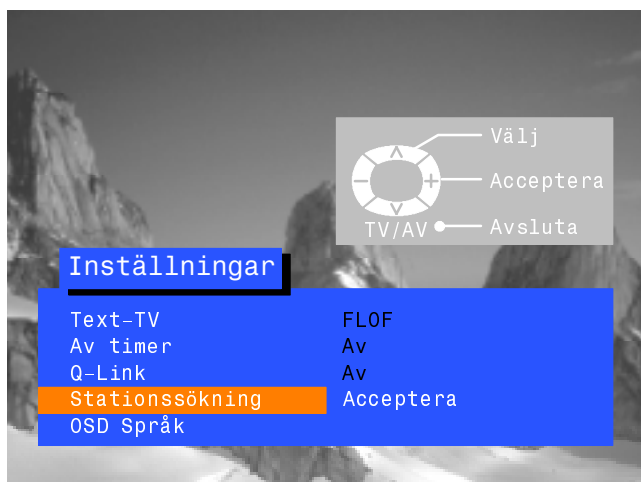 Välj
Acceptera
TV/AV Avsluta
Inställningar
Text-TV FLOF
Av timer Av
Q-Link Av
Stationssökning Acceptera
OSD Språk